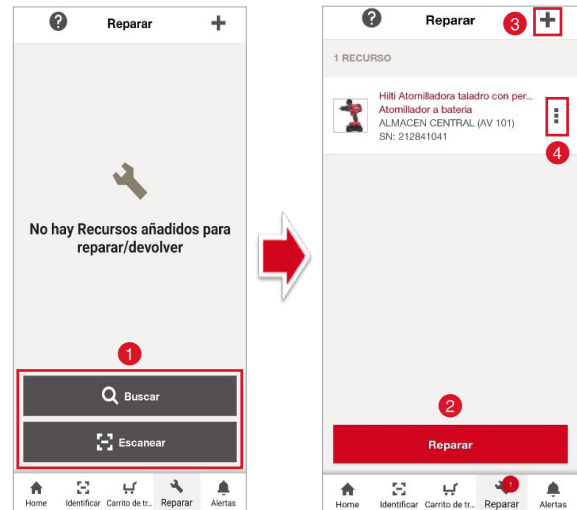 Reparar
No hay Recursos añadidos para
reparar/devolver
1
Buscar
Escanear
Home
Identificar
Carrito de tr...
Reparar
Alertas
Reparar
3
1 RECURSO
Hilti Atornilladora taladro con per...
Atornillador a bateria
ALMACEN CENTRAL (AV 101)
SN: 212841041
4
2
Reparar
1
Home
Identificar
Carrito de tr...
Reparar
Alertas